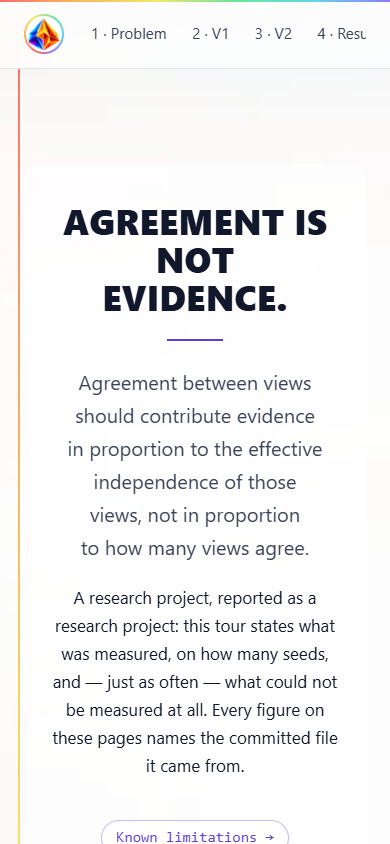 1 · Problem 2 · V1 3 · V2 4 · Resu
AGREEMENT IS
NOT
EVIDENCE.
Agreement between views
should contribute evidence
in proportion to the effective
independence of those
views, not in proportion
to how many views agree.
A research project, reported as a
research project: this tour states what
was measured, on how many seeds,
and — just as often — what could not
be measured at all. Every figure on
these pages names the committed file
it came from.
Known limitations →